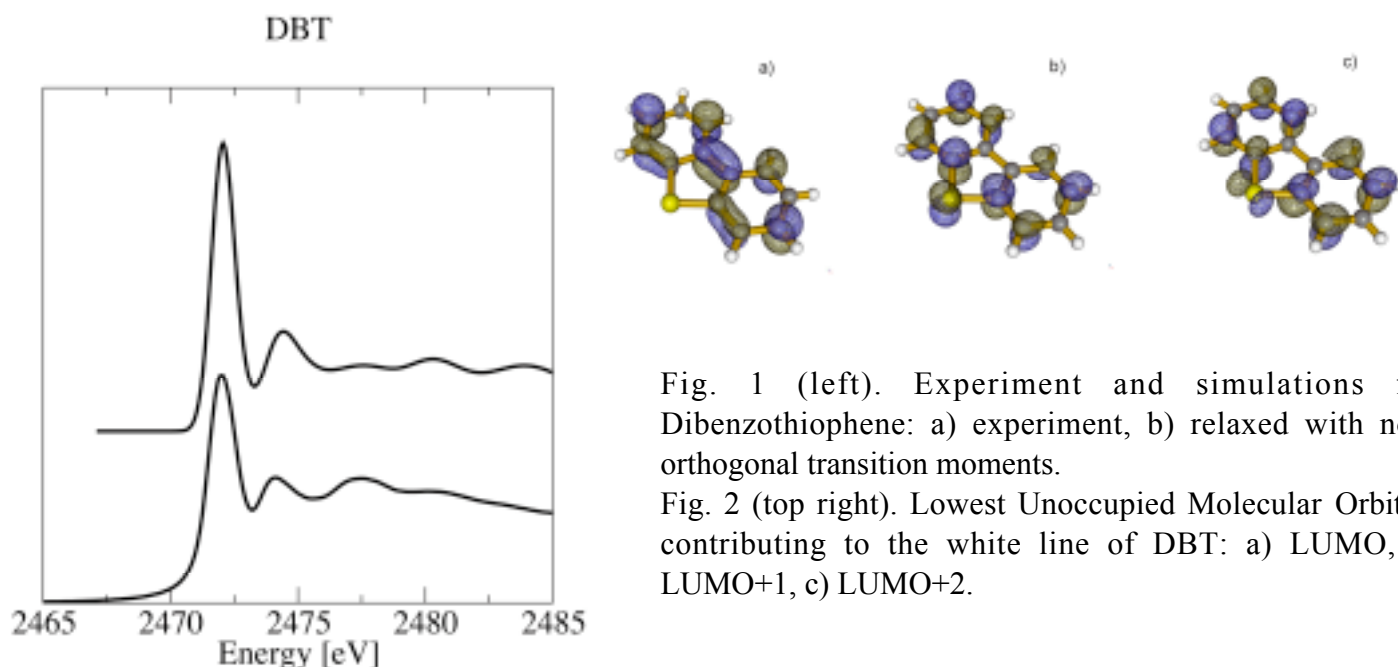 DBT
a)
b)
c)
2465 2470 2475 2480 2485
Energy [eV]
Fig. 1 (left). Experiment and simulations
Dibenzothiophene: a) experiment, b) relaxed with
orthogonal transition moments.
Fig. 2 (top right). Lowest Unoccupied Molecular
contributing to the white line of DBT: a) LUMO,
LUMO+1, c) LUMO+2.